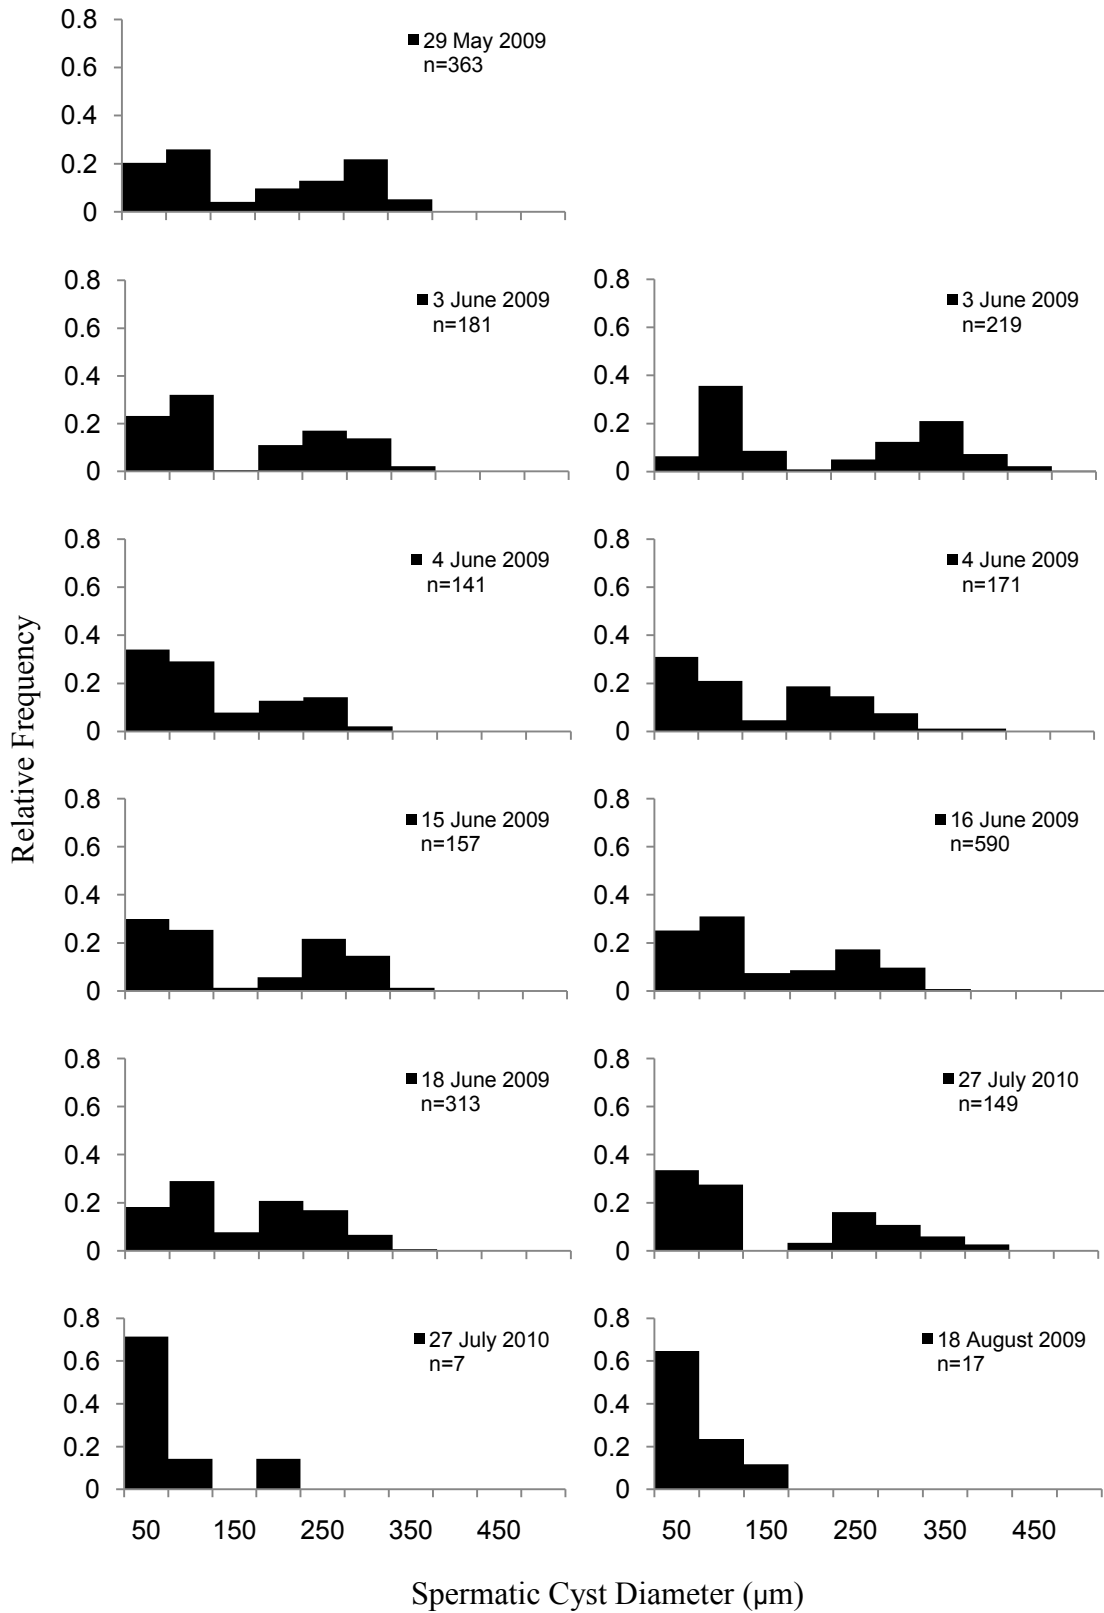 0.8
0.6
0.4
0.2
0
29 May 2009
n=363
0.8
0.6
0.4
0.2
0
3 June 2009
n=181
0.8
0.6
0.4
0.2
0
3 June 2009
n=219
0.8
0.6
0.4
0.2
0
4 June 2009
n=141
0.8
0.6
0.4
0.2
0
4 June 2009
n=171
Relative Frequency
0.8
0.6
0.4
0.2
0
15 June 2009
n=157
0.8
0.6
0.4
0.2
0
16 June 2009
n=590
0.8
0.6
0.4
0.2
0
18 June 2009
n=313
0.8
0.6
0.4
0.2
0
27 July 2010
n=149
0.8
0.6
0.4
0.2
0
27 July 2010
n=7
50 150 250 350 450
0.8
0.6
0.4
0.2
0
18 August 2009
n=17
50 150 250 350 450
Spermatic Cyst Diameter (µm)